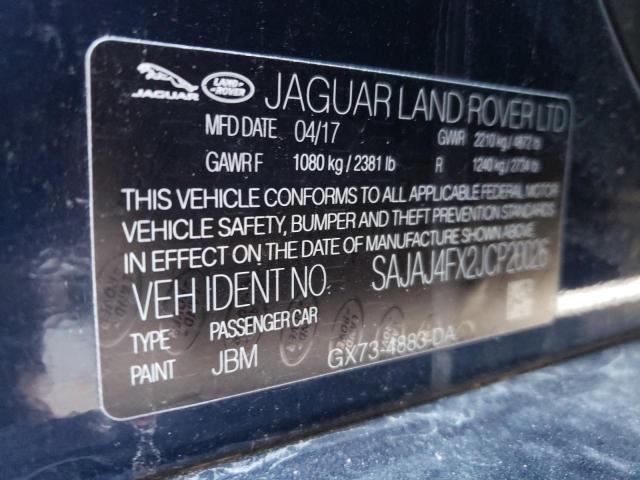 JAGUAR LAND ROVER JAGUAR LAND ROVER LTD
MFD DATE 04/17 GVWR 2210 kg / 4872 lb
GAWR F 1080 kg / 2381 lb R 1240 kg / 2734 lb
THIS VEHICLE CONFORMS TO ALL APPLICABLE FEDERAL MOTOR
VEHICLE SAFETY, BUMPER AND THEFT PREVENTION STANDARDS
IN EFFECT ON THE DATE OF MANUFACTURE SHOWN ABOVE.
VEH IDENT NO. SAJAJ4FX2JCP20026
TYPE PASSENGER CAR
PAINT JBM GX73-4883-DA